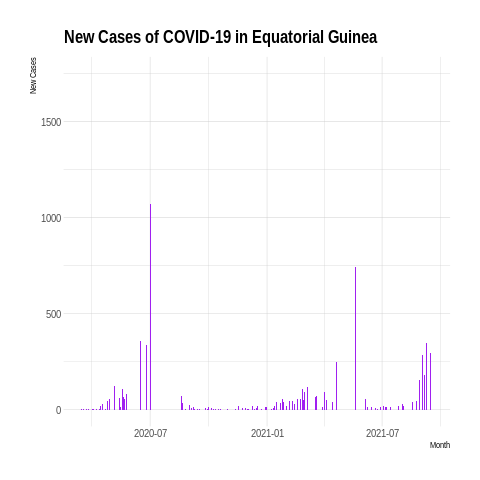 New Cases of COVID-19 in Equatorial Guinea
New Cases
1500
1000
500
0
2020-07
2021-01
2021-07
Month